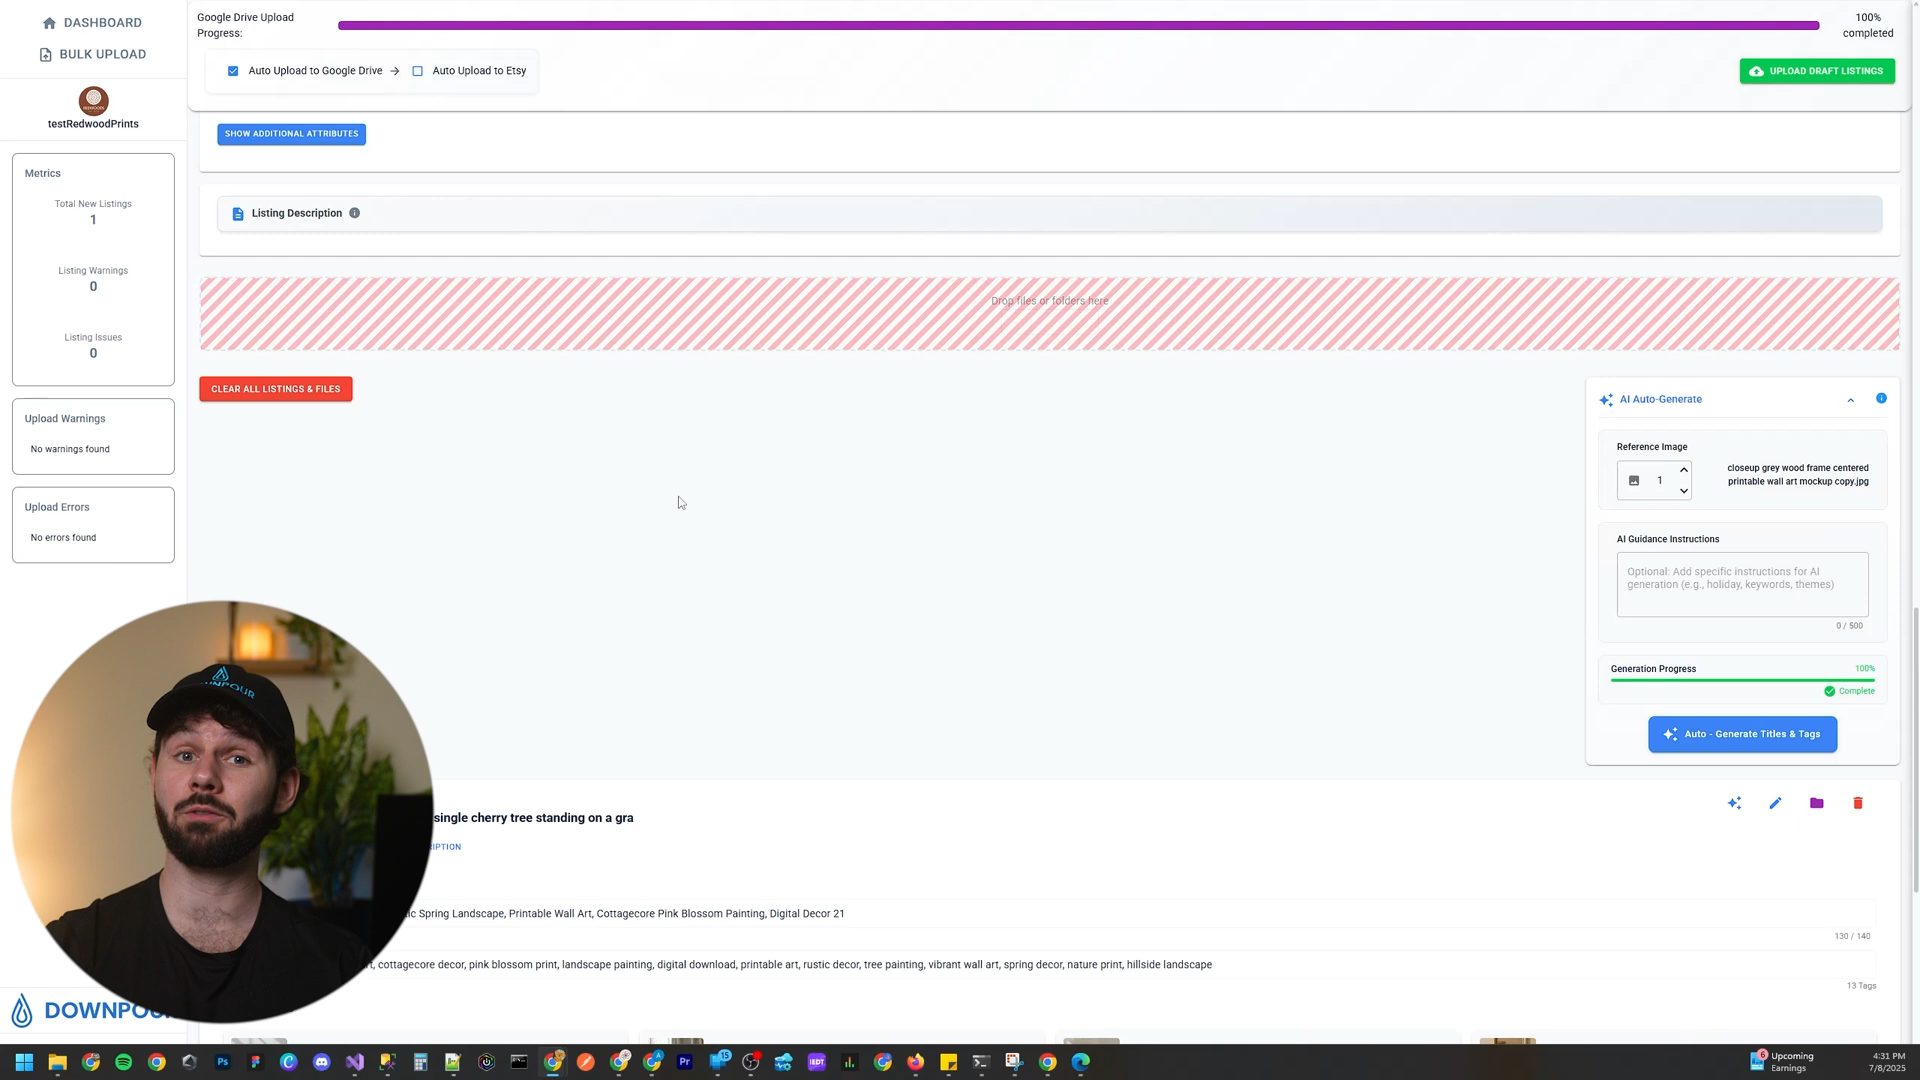 DASHBOARD
BULK UPLOAD
testRedwoodPrints
Metrics
Total New Listings
1
Listing Warnings
0
Listing Issues
0
Upload Warnings
No warnings found
Upload Errors
No errors found
DOWNPOU
Google Drive Upload
Progress:
100%
completed
Auto Upload to Google Drive → Auto Upload to Etsy
UPLOAD DRAFT LISTINGS
SHOW ADDITIONAL ATTRIBUTES
Listing Description
Drop files or folders here
CLEAR ALL LISTINGS & FILES
AI Auto-Generate
Reference Image
1
closeup grey wood frame centered
printable wall art mockup copy.jpg
AI Guidance Instructions
Optional: Add specific instructions for AI
generation (e.g., holiday, keywords, themes)
0 / 500
Generation Progress
100%
Complete
Auto - Generate Titles & Tags
single cherry tree standing on a gra
Spring Landscape, Printable Wall Art, Cottagecore Pink Blossom Painting, Digital Decor 21
130 / 140
cottagecore decor, pink blossom print, landscape painting, digital download, printable art, rustic decor, tree painting, vibrant wall art, spring decor, nature print, hillside landscape
13 Tags
Upcoming
Earnings
4:31 PM
7/8/2025